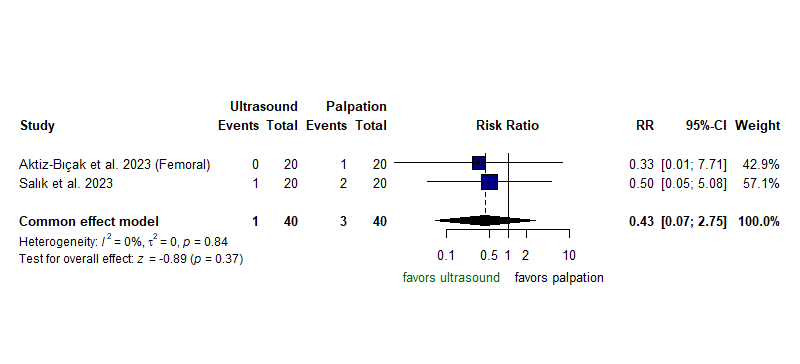 Ultrasound Palpation
Study Events Total Events Total Risk Ratio RR 95%-CI Weight
Aktiz-Bıçak et al. 2023 (Femoral) 0 20 1 20 0.33 [0.01; 7.71] 42.9%
Salık et al. 2023 1 20 2 20 0.50 [0.05; 5.08] 57.1%
Common effect model 1 40 3 40 0.43 [0.07; 2.75] 100.0%
Heterogeneity: I² = 0%, τ² = 0, p = 0.84
Test for overall effect: z = -0.89 (p = 0.37)
0.1 0.5 1 2 10
favors ultrasound favors palpation